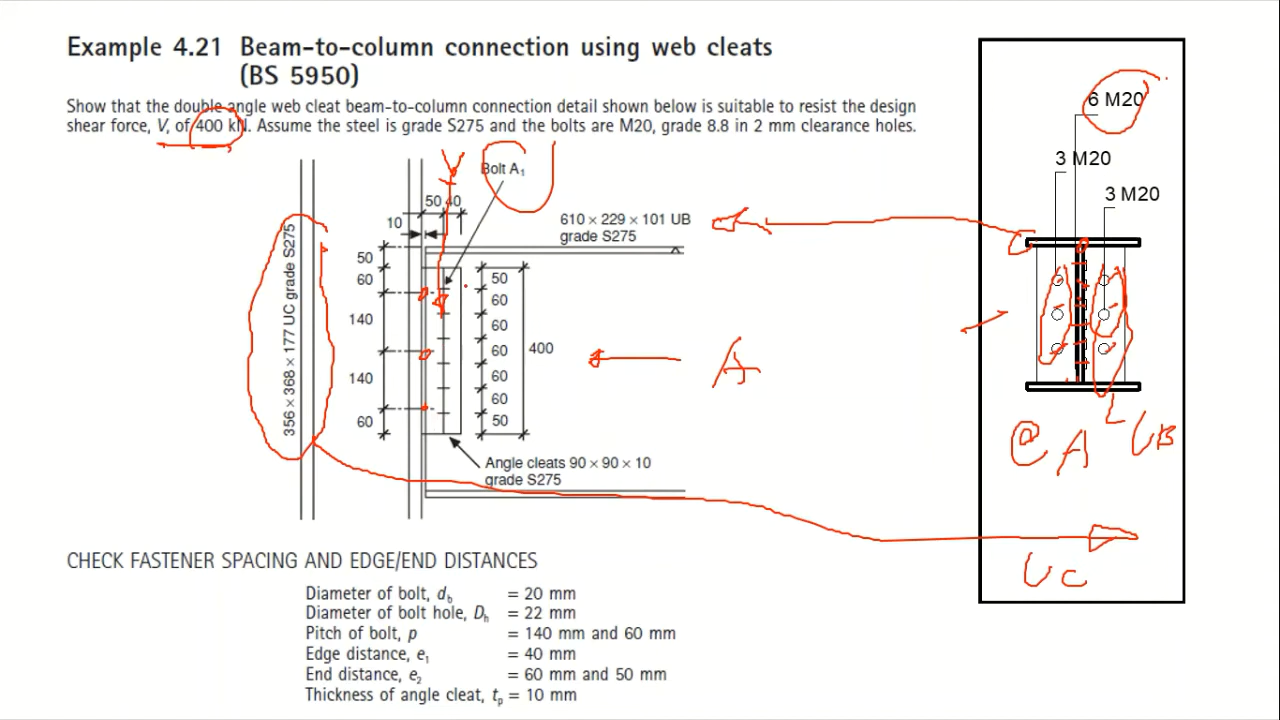 Example 4.21 Beam-to-column connection using web cleats
(BS 5950)
Show that the double angle web cleat beam-to-column connection detail shown below is suitable to resist the design
shear force, V, of 400 kN. Assume the steel is grade S275 and the bolts are M20, grade 8.8 in 2 mm clearance holes.
6 M20
3 M20
3 M20
V
Bolt A1
50 40
10
610 × 229 × 101 UB
grade S275
356 × 368 × 177 UC grade S275
50
60
140
140
60
50
60
60
60
60
60
50
400
A
Angle cleats 90 × 90 × 10
grade S275
@ A
UB
UC
CHECK FASTENER SPACING AND EDGE/END DISTANCES
Diameter of bolt, db = 20 mm
Diameter of bolt hole, Dh = 22 mm
Pitch of bolt, p = 140 mm and 60 mm
Edge distance, e1 = 40 mm
End distance, e2 = 60 mm and 50 mm
Thickness of angle cleat, tp = 10 mm